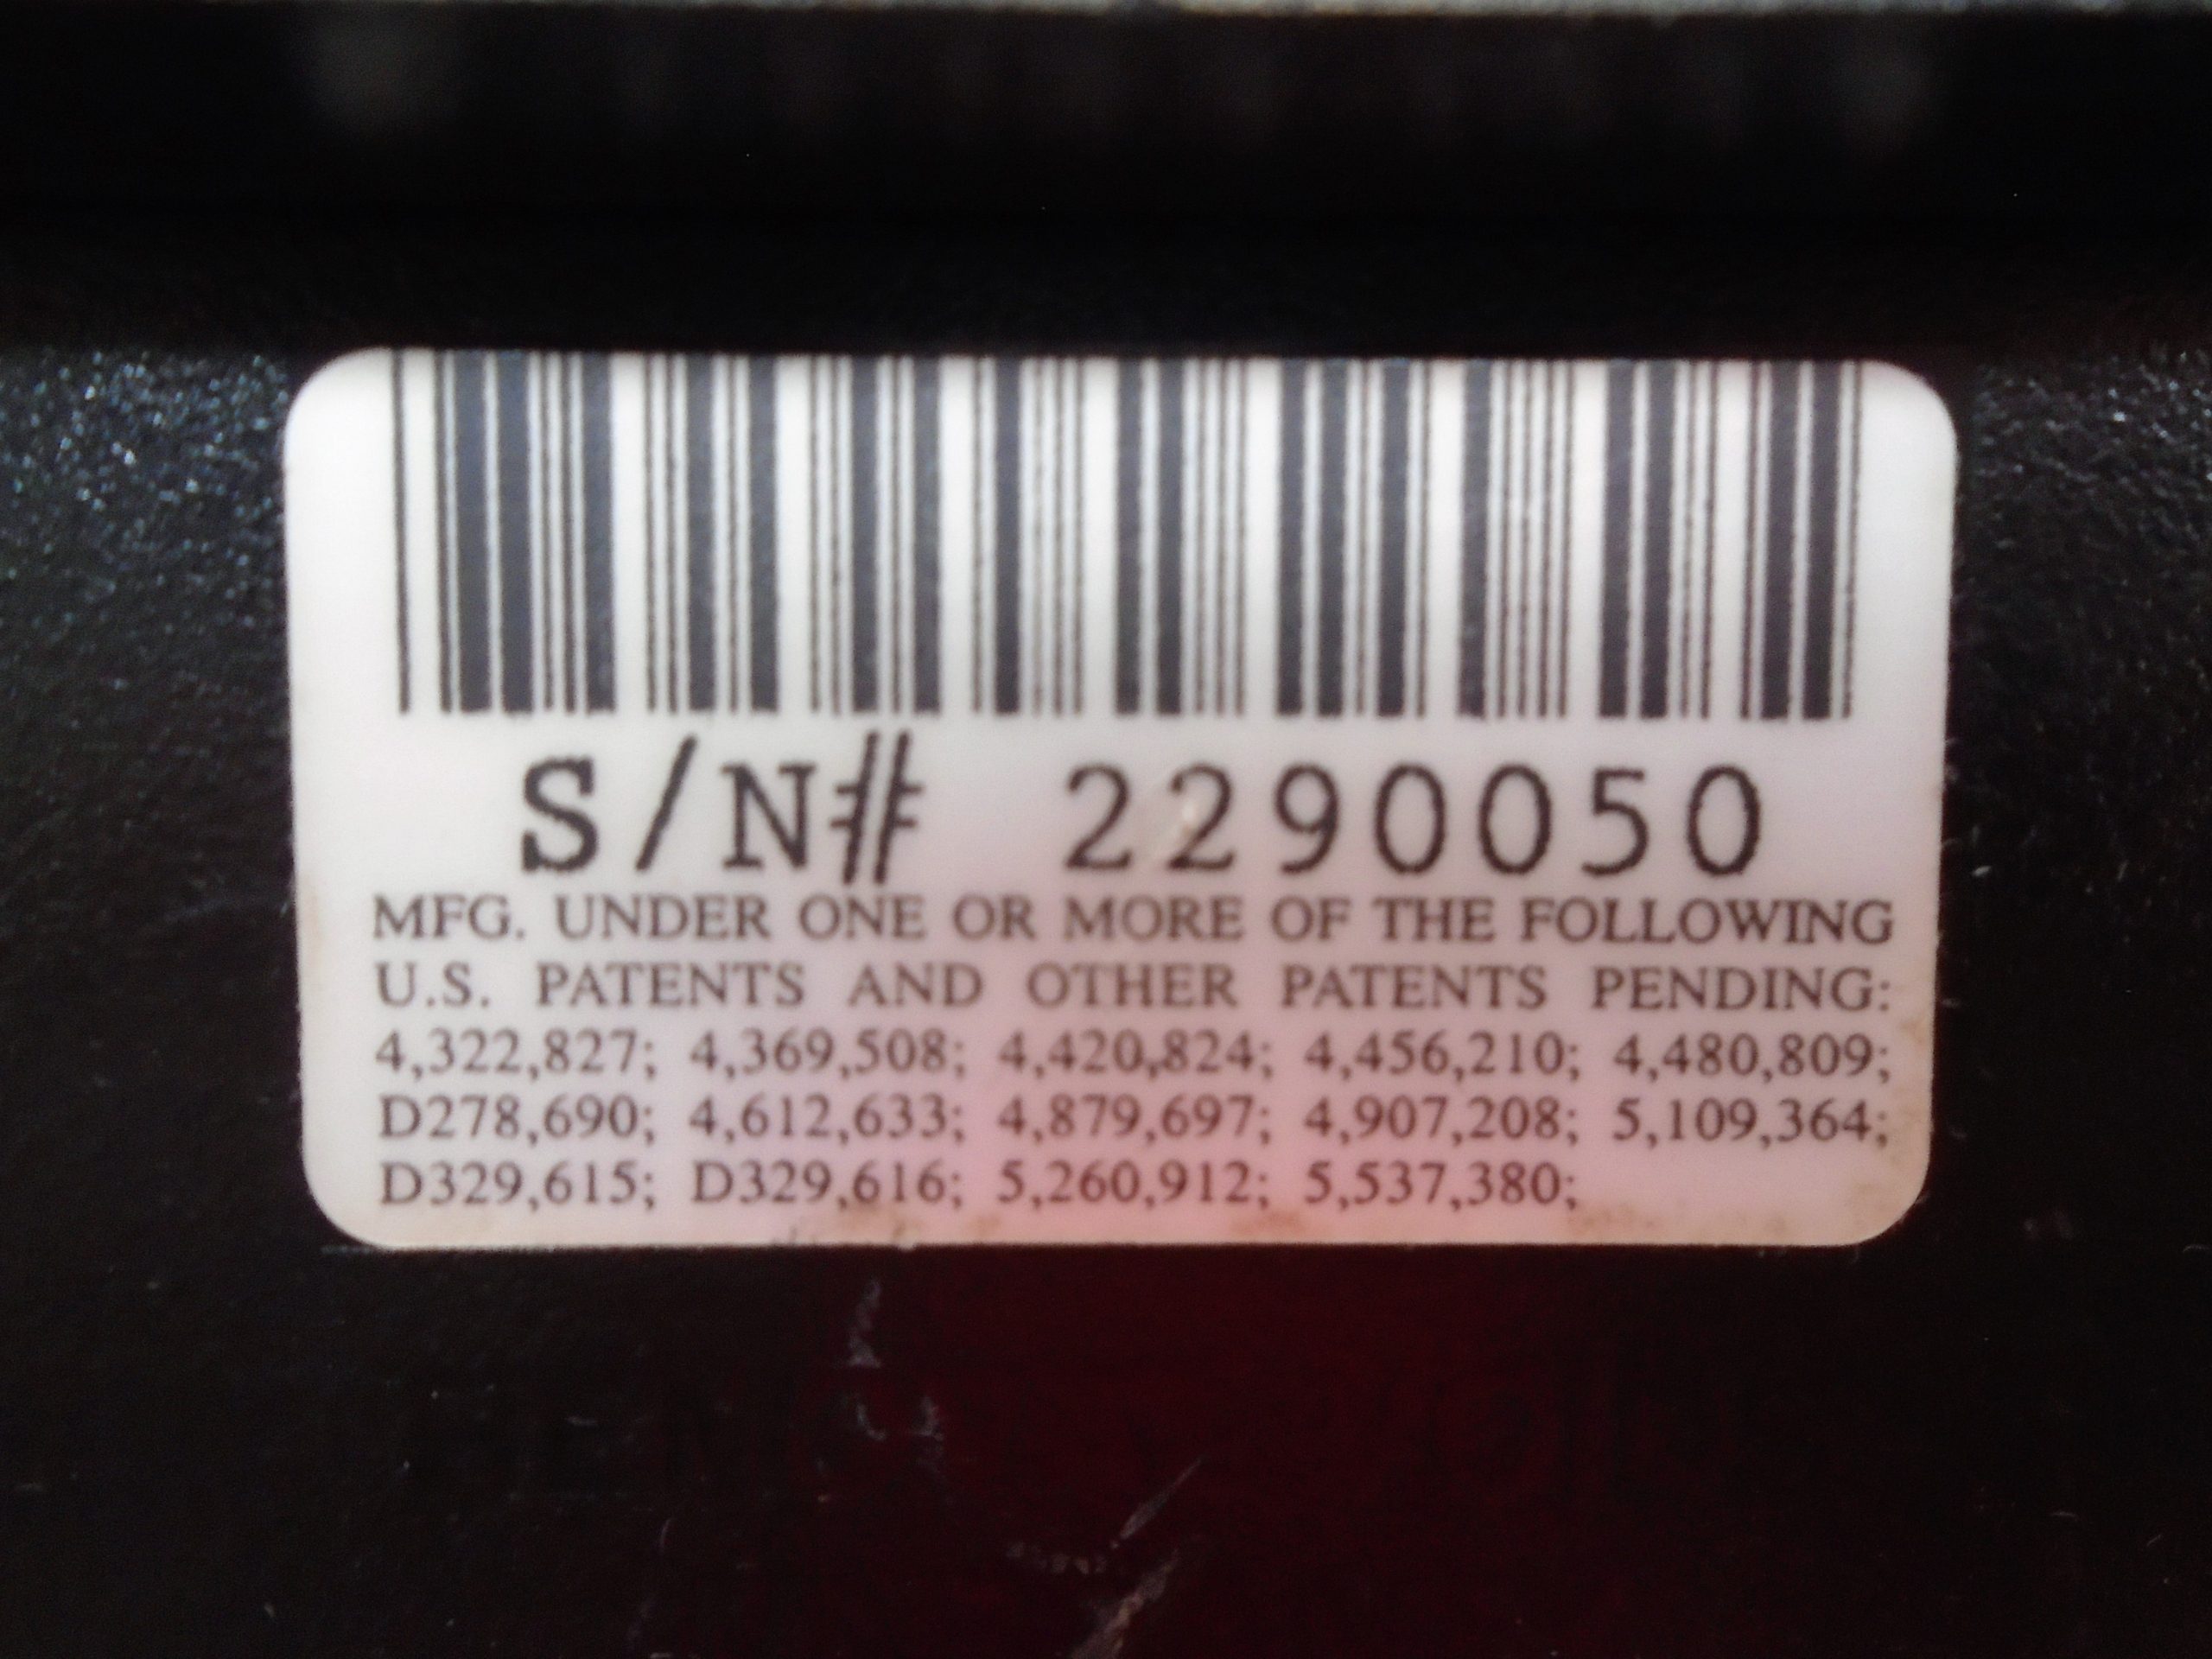 S/N# 2290050
MFG. UNDER ONE OR MORE OF THE FOLLOWING
U.S. PATENTS AND OTHER PATENTS PENDING:
4,322,827; 4,369,508; 4,420,824; 4,456,210; 4,480,809;
D278,690; 4,612,633; 4,879,697; 4,907,208; 5,109,364;
D329,615; D329,616; 5,260,912; 5,537,380;